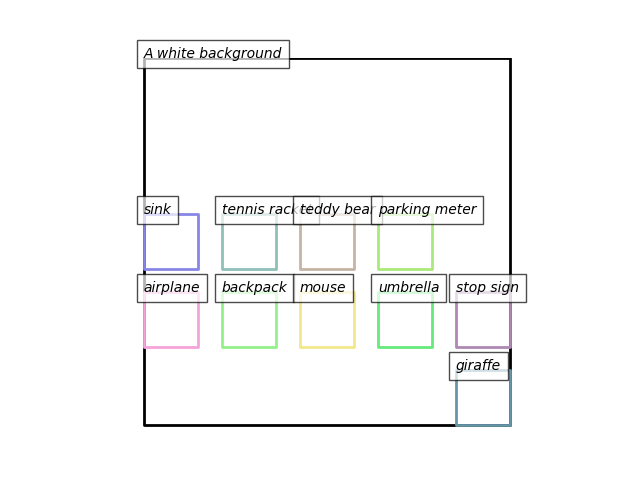 A white background
sink
tennis racket
teddy bear
parking meter
airplane
backpack
mouse
umbrella
stop sign
giraffe